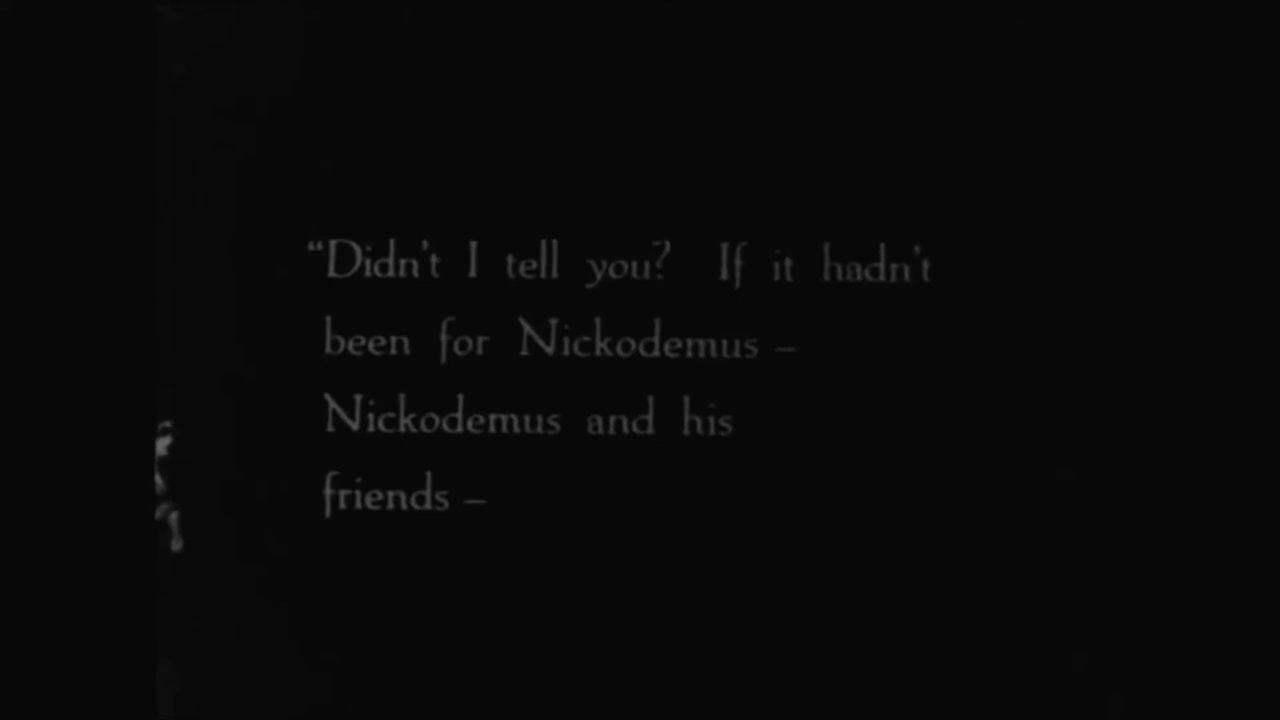 “Didn't I tell you? If it hadn't
been for Nickodemus –
Nickodemus and his
friends –